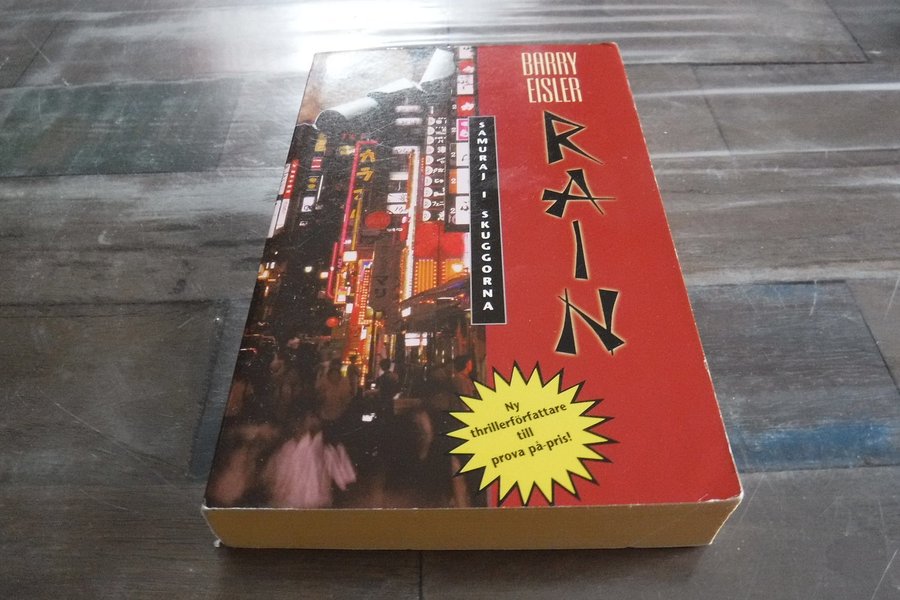 BARRY
EISLER
RAIN
SAMURAJ I SKUGGORNA
Ny
thrillerförfattare
till
prova på-pris!